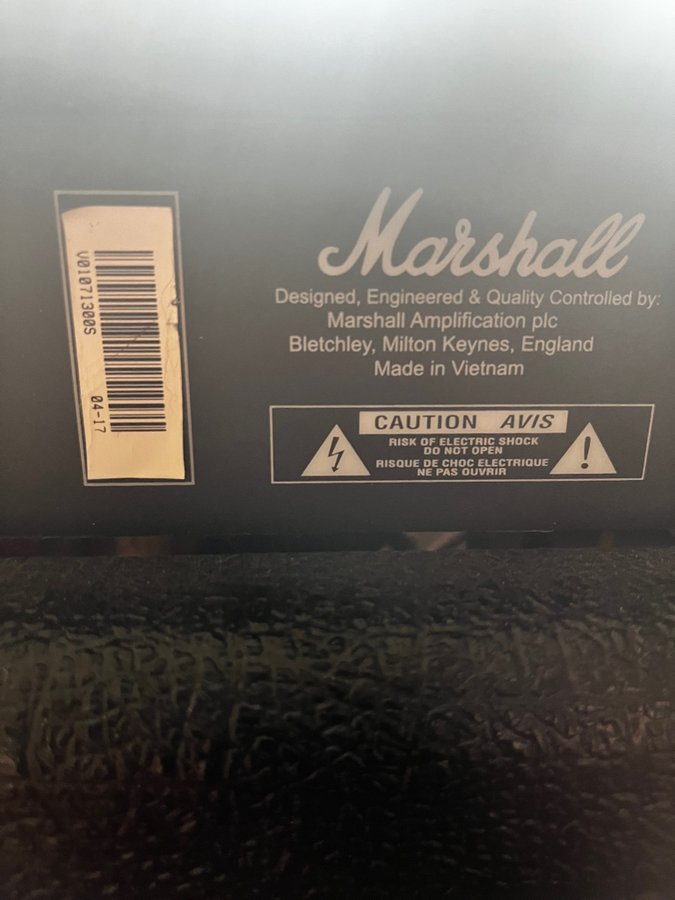 V010713005
04-17
Marshall
Designed, Engineered & Quality Controlled by:
Marshall Amplification plc
Bletchley, Milton Keynes, England
Made in Vietnam
CAUTION AVIS
RISK OF ELECTRIC SHOCK
DO NOT OPEN
RISQUE DE CHOC ELECTRIQUE
NE PAS OUVRIR